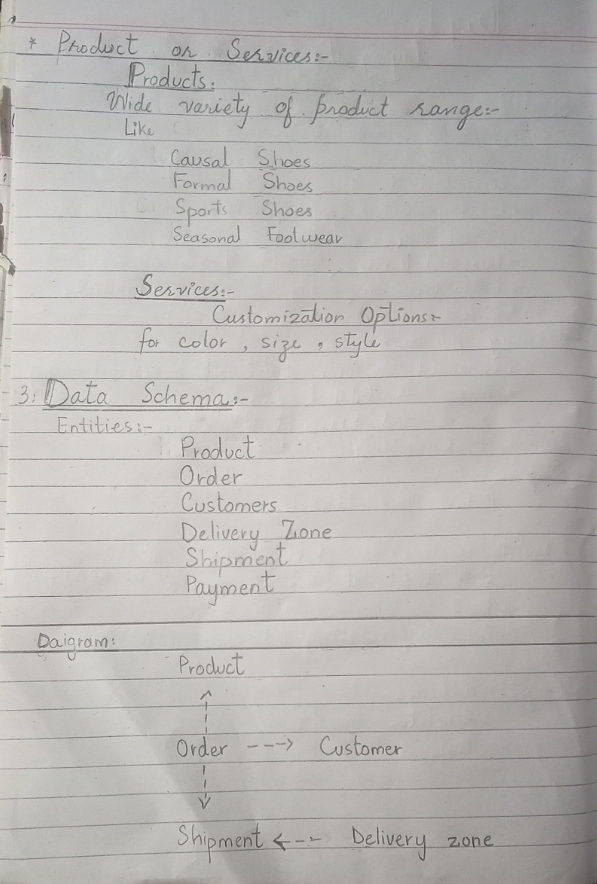 * Product or Services:-
Products:
Wide variety of product range:-
Like
Causal Shoes
Formal Shoes
Sports Shoes
Seasonal Footwear
Services:-
Customization Options:-
for color, size, style
3: Data Schema:-
Entities:-
Product
Order
Customers
Delivery Zone
Shipment
Payment
Daigram:
Product
Order ---> Customer
Shipment <-- Delivery zone